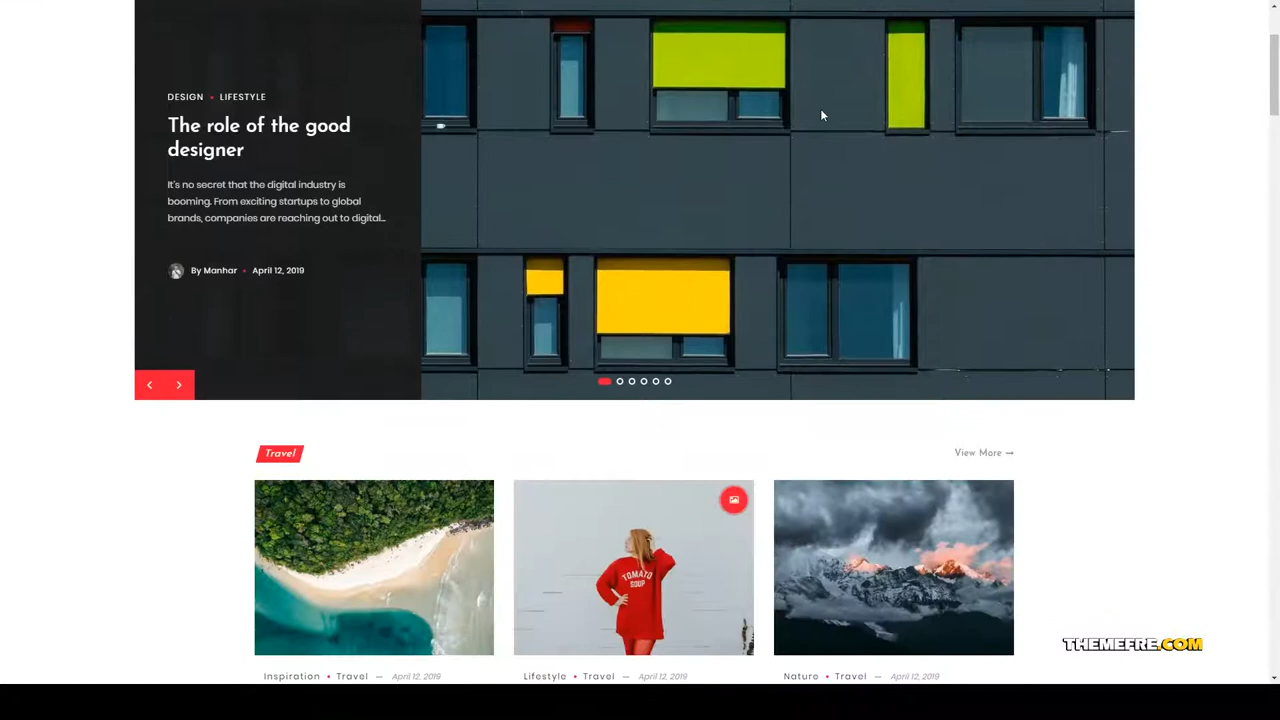 DESIGN • LIFESTYLE
The role of the good
designer
It's no secret that the digital industry is
booming. From exciting startups to global
brands, companies are reaching out to digital...
By Manhar • April 12, 2019
Travel
View More →
TOMATO
SOUP
THEMEFRE.COM
Inspiration • Travel — April 12, 2019
Lifestyle • Travel — April 12, 2019
Nature • Travel — April 12, 2019